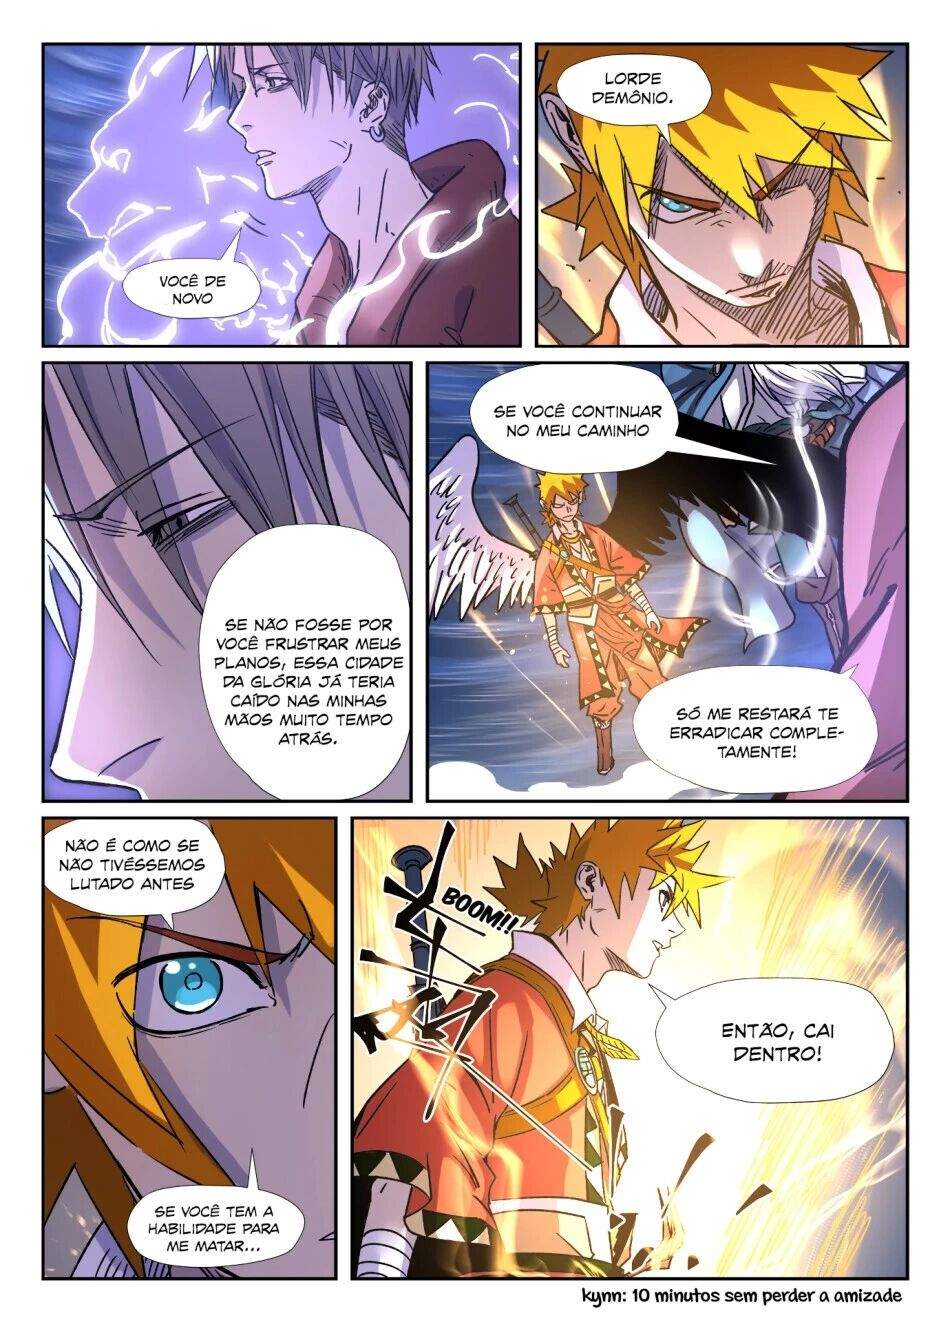 VOCÊ DE
NOVO
LORDE
DEMÔNIO.
SE NÃO FOSSE POR
VOCÊ FRUSTRAR MEUS
PLANOS, ESSA CIDADE
DA GLÓRIA JÁ TERIA
CAÍDO NAS MINHAS
MÃOS MUITO TEMPO
ATRÁS.
SE VOCÊ CONTINUAR
NO MEU CAMINHO
SÓ ME RESTARÁ TE
ERRADICAR COMPLE-
TAMENTE!
NÃO É COMO SE
NÃO TIVÉSSEMOS
LUTADO ANTES
SE VOCÊ TEM A
HABILIDADE PARA
ME MATAR...
BOOM!!
ENTÃO, CAI
DENTRO!
kynn: 10 minutos sem perder a amizade